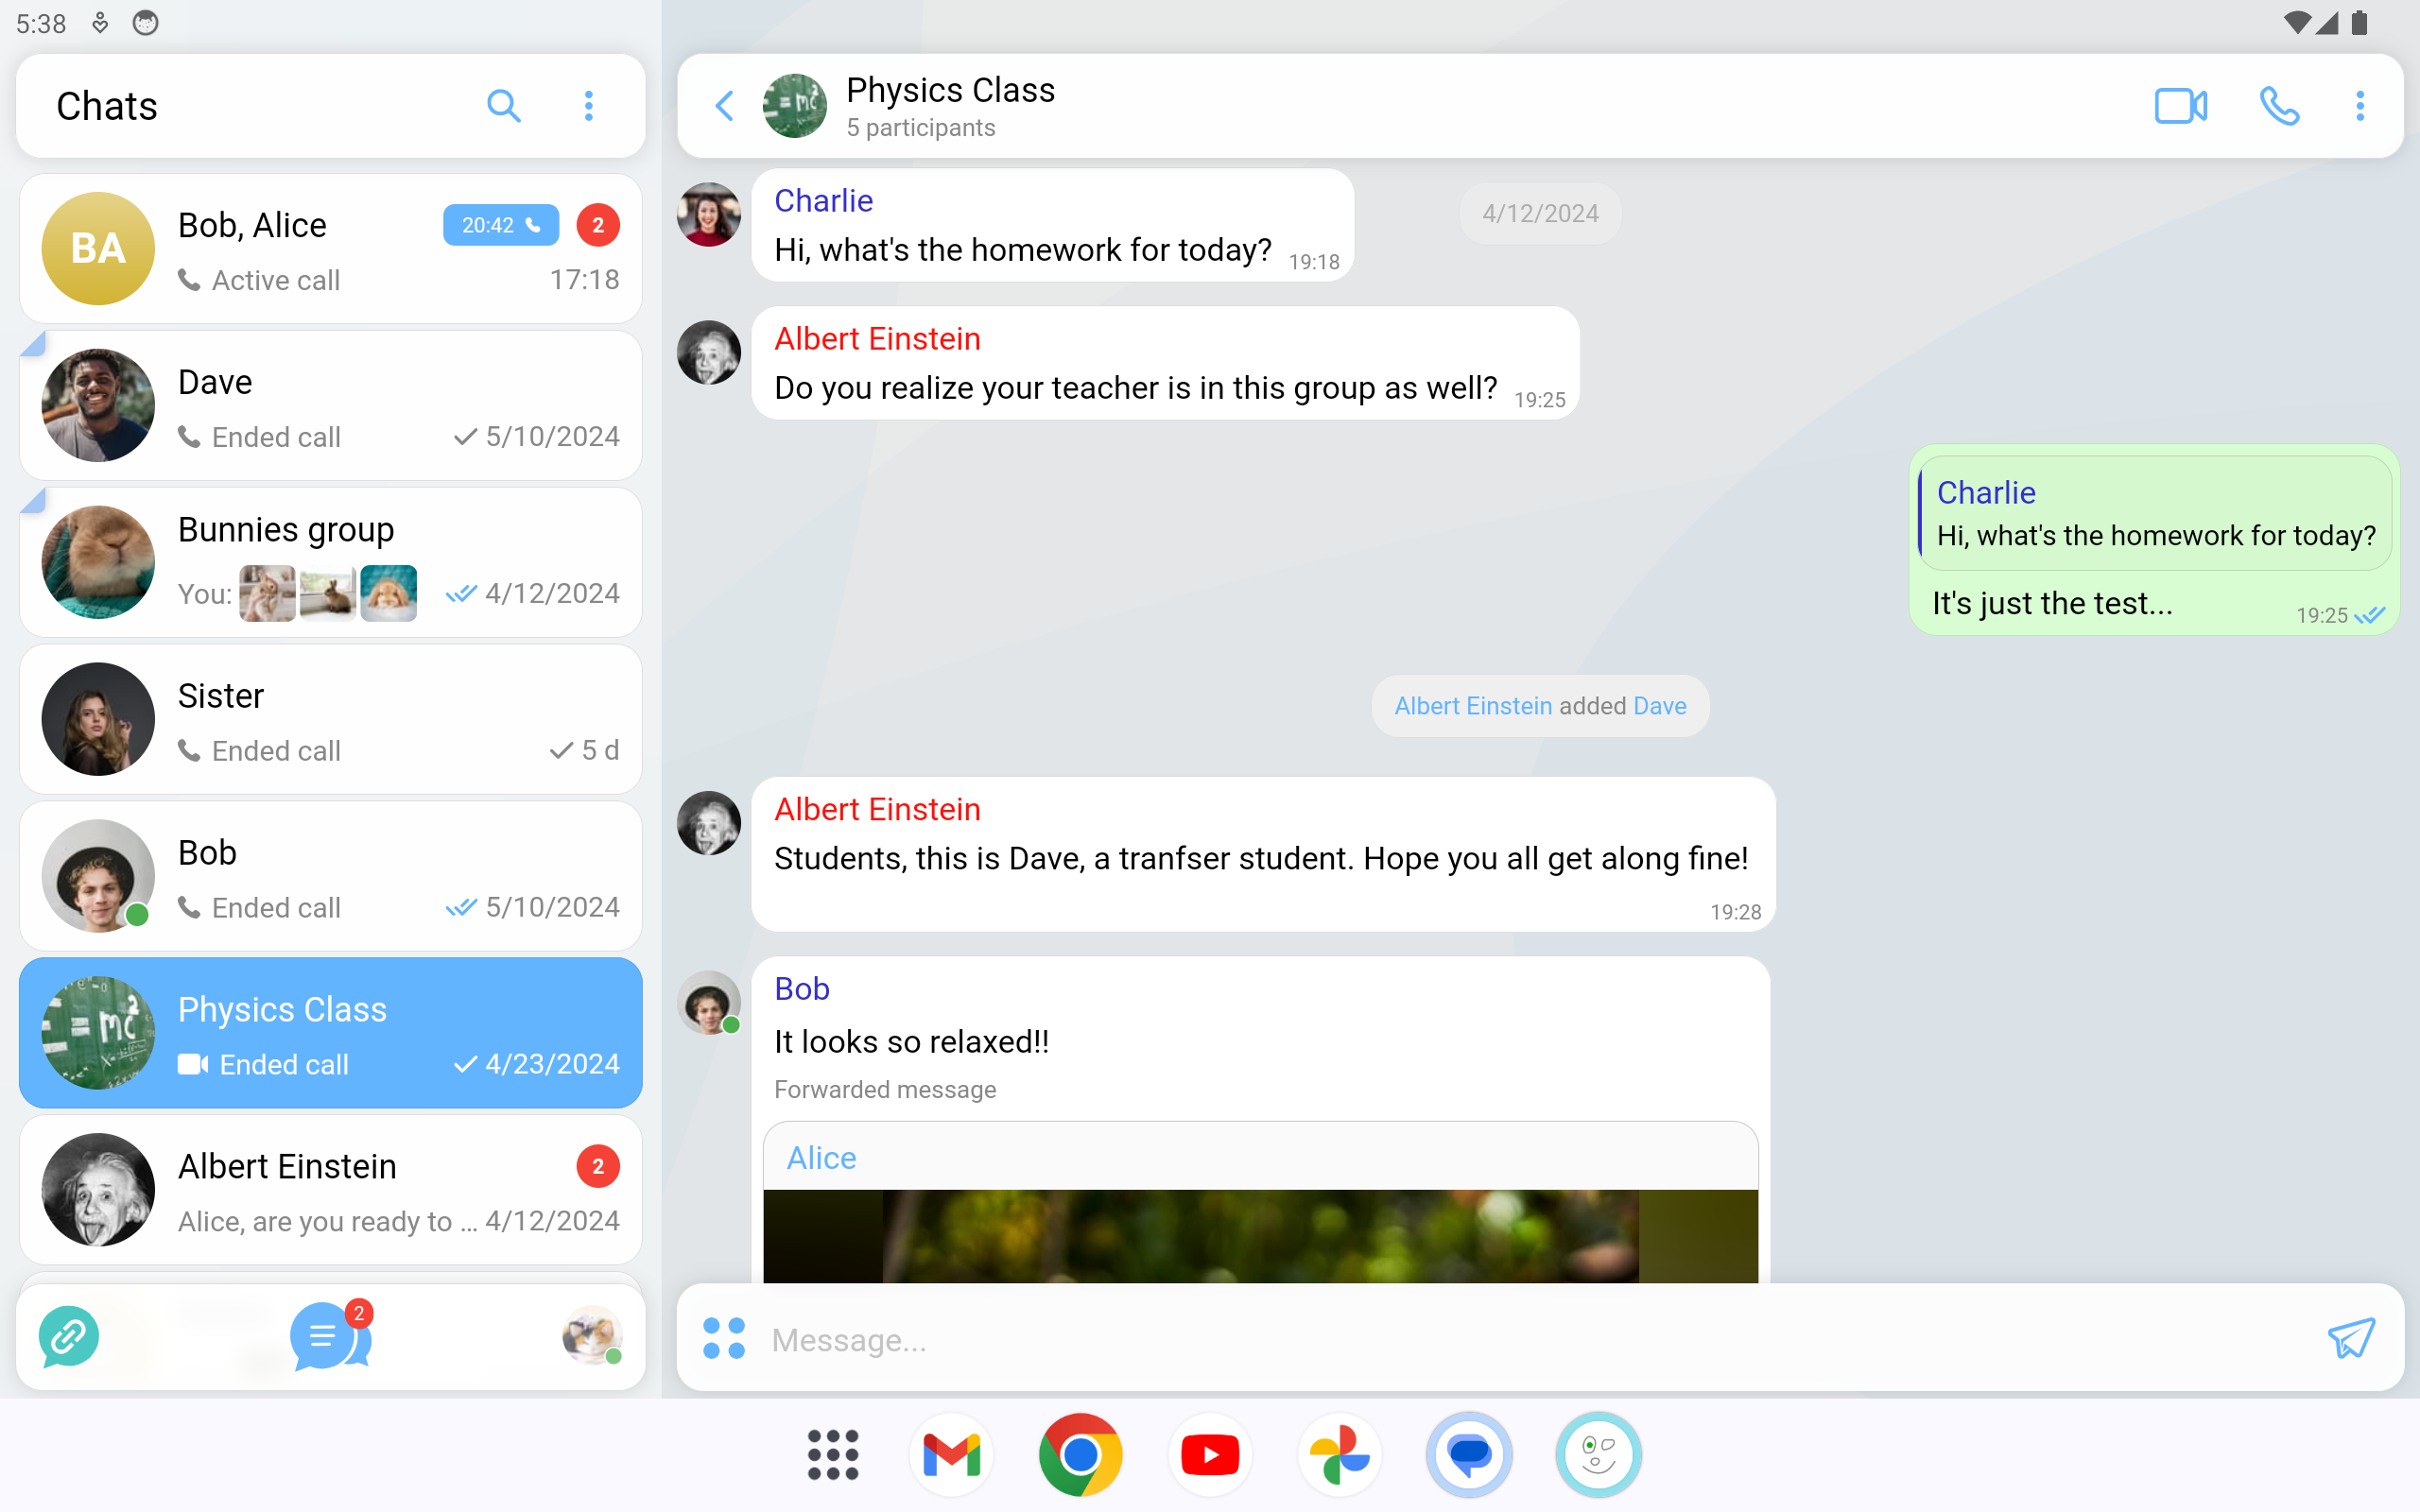 5:38
Chats
BA
Bob, Alice
20:42
2
Active call
17:18
Dave
Ended call
5/10/2024
Bunnies group
You:
4/12/2024
Sister
Ended call
5 d
Bob
Ended call
5/10/2024
Physics Class
Ended call
4/23/2024
Albert Einstein
2
Alice, are you ready to ...
4/12/2024
2
Physics Class
5 participants
4/12/2024
Charlie
Hi, what's the homework for today?
19:18
Albert Einstein
Do you realize your teacher is in this group as well?
19:25
Charlie
Hi, what's the homework for today?
It's just the test...
19:25
Albert Einstein added Dave
Albert Einstein
Students, this is Dave, a tranfser student. Hope you all get along fine!
19:28
Bob
It looks so relaxed!!
Forwarded message
Alice
Message...